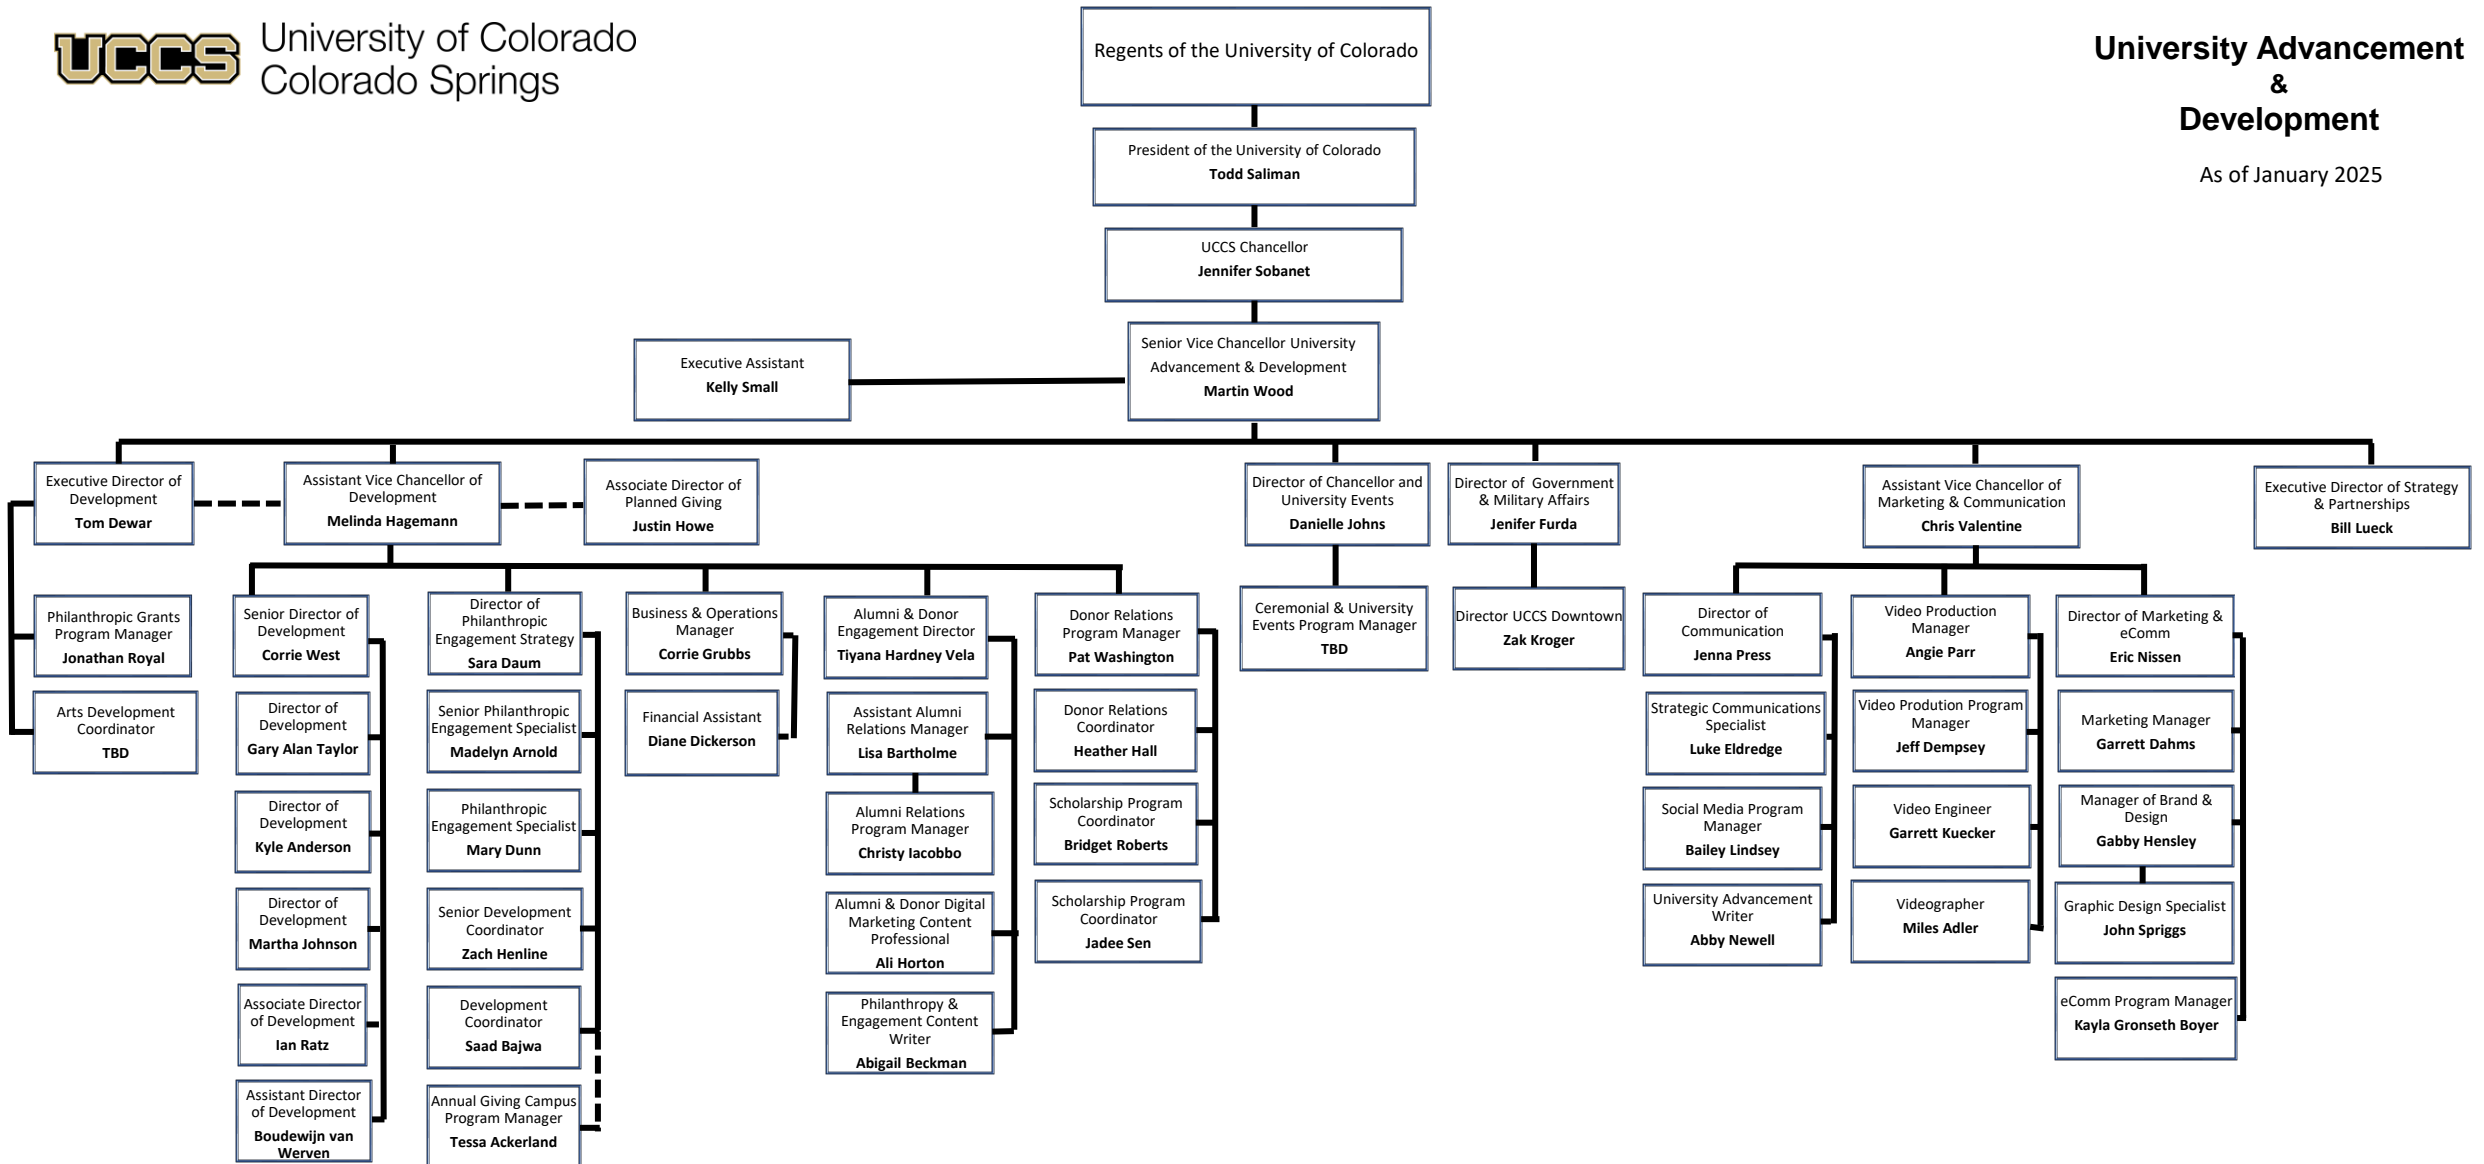 UCCS
University of Colorado
Colorado Springs
University Advancement
&
Development
As of January 2025
Regents of the University of Colorado
President of the University of Colorado
Todd Saliman
UCCS Chancellor
Jennifer Sobanet
Senior Vice Chancellor University
Advancement & Development
Martin Wood
Executive Assistant
Kelly Small
Executive Director of
Development
Tom Dewar
Assistant Vice Chancellor of
Development
Melinda Hagemann
Associate Director of
Planned Giving
Justin Howe
Director of Chancellor and
University Events
Danielle Johns
Director of  Government
& Military Affairs
Jenifer Furda
Assistant Vice Chancellor of
Marketing & Communication
Chris Valentine
Executive Director of Strategy
& Partnerships
Bill Lueck
Philanthropic Grants
Program Manager
Jonathan Royal
Arts Development
Coordinator
TBD
Senior Director of
Development
Corrie West
Director of
Development
Gary Alan Taylor
Director of
Development
Kyle Anderson
Director of
Development
Martha Johnson
Associate Director
of Development
Ian Ratz
Assistant Director
of Development
Boudewijn van
Werven
Director of
Philanthropic
Engagement Strategy
Sara Daum
Senior Philanthropic
Engagement Specialist
Madelyn Arnold
Philanthropic
Engagement Specialist
Mary Dunn
Senior Development
Coordinator
Zach Henline
Development
Coordinator
Saad Bajwa
Annual Giving Campus
Program Manager
Tessa Ackerland
Business & Operations
Manager
Corrie Grubbs
Financial Assistant
Diane Dickerson
Alumni & Donor
Engagement Director
Tiyana Hardney Vela
Assistant Alumni
Relations Manager
Lisa Bartholme
Alumni Relations
Program Manager
Christy Iacobbo
Alumni & Donor Digital
Marketing Content
Professional
Ali Horton
Philanthropy &
Engagement Content
Writer
Abigail Beckman
Donor Relations
Program Manager
Pat Washington
Donor Relations
Coordinator
Heather Hall
Scholarship Program
Coordinator
Bridget Roberts
Scholarship Program
Coordinator
Jadee Sen
Ceremonial & University
Events Program Manager
TBD
Director UCCS Downtown
Zak Kroger
Director of
Communication
Jenna Press
Strategic Communications
Specialist
Luke Eldredge
Social Media Program
Manager
Bailey Lindsey
University Advancement
Writer
Abby Newell
Video Production
Manager
Angie Parr
Video Prodution Program
Manager
Jeff Dempsey
Video Engineer
Garrett Kuecker
Videographer
Miles Adler
Director of Marketing &
eComm
Eric Nissen
Marketing Manager
Garrett Dahms
Manager of Brand &
Design
Gabby Hensley
Graphic Design Specialist
John Spriggs
eComm Program Manager
Kayla Gronseth Boyer